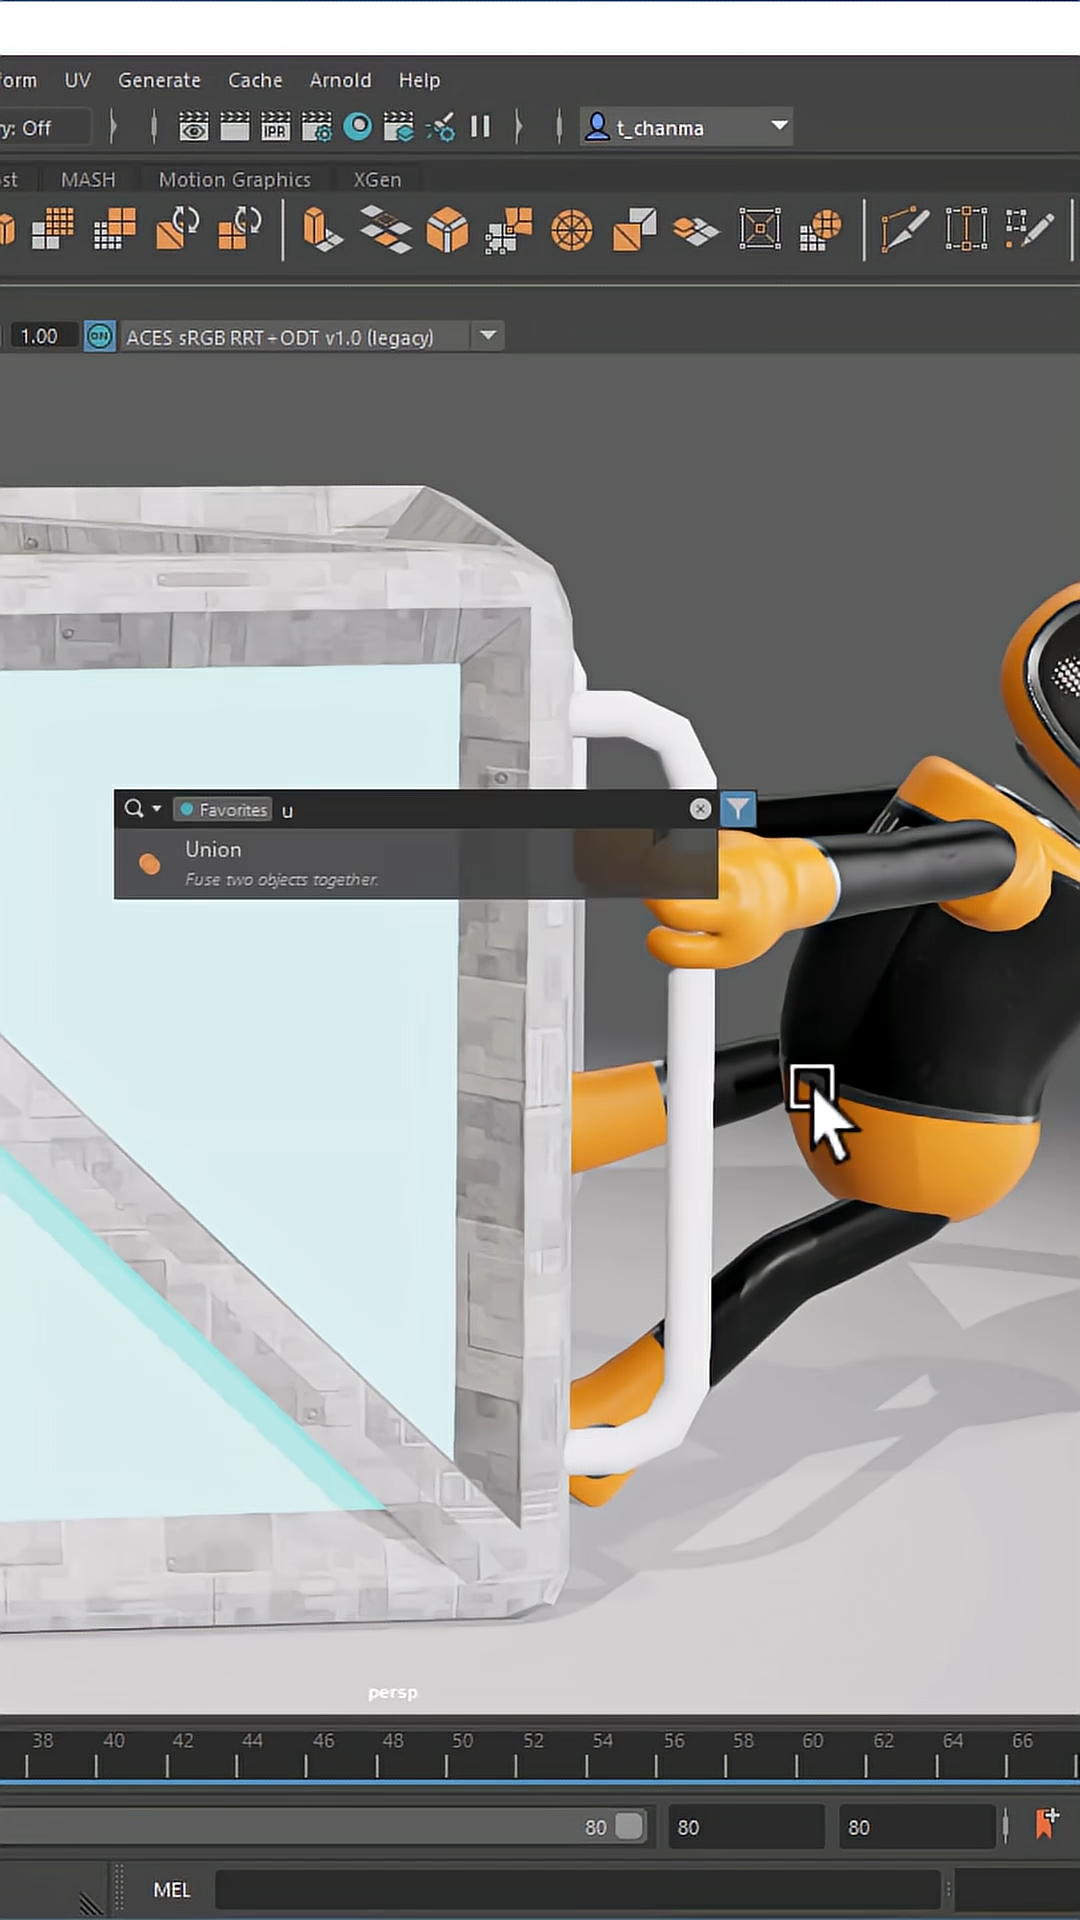 orm UV Generate Cache Arnold Help
y: Off IPR t_chanma
st MASH Motion Graphics XGen
1.00 ON ACES sRGB RRT+ODT v1.0 (legacy)
Favorites u
Union
Fuse two objects together.
persp
38 40 42 44 46 48 50 52 54 56 58 60 62 64 66
80 80 80
MEL